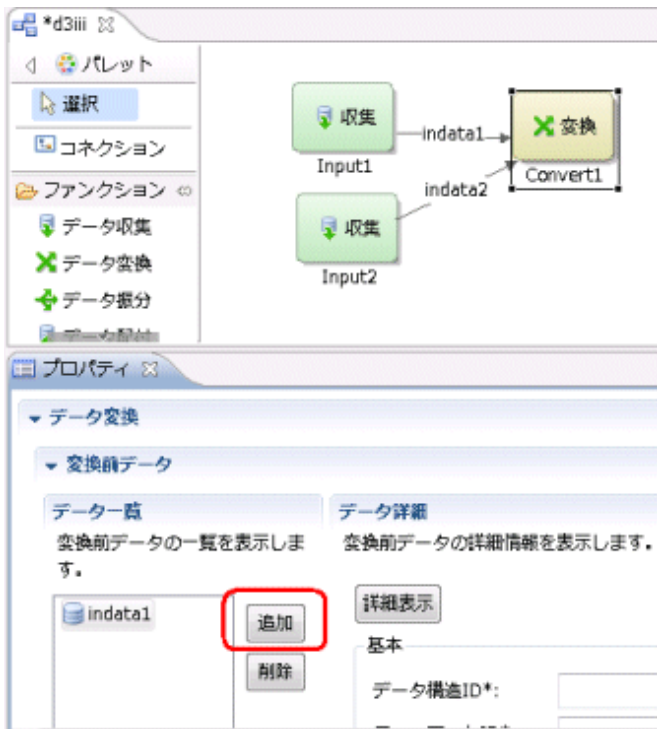 *d3iii
パレット
選択
コネクション
ファンクション
データ収集
データ変換
データ振分
収集
Input1
indata1
変換
Convert1
indata2
収集
Input2
プロパティ
データ変換
変換前データ
データ一覧
変換前データの一覧を表示しま
す。
indata1
追加
削除
データ詳細
変換前データの詳細情報を表示します。
詳細表示
基本
データ構造ID*: